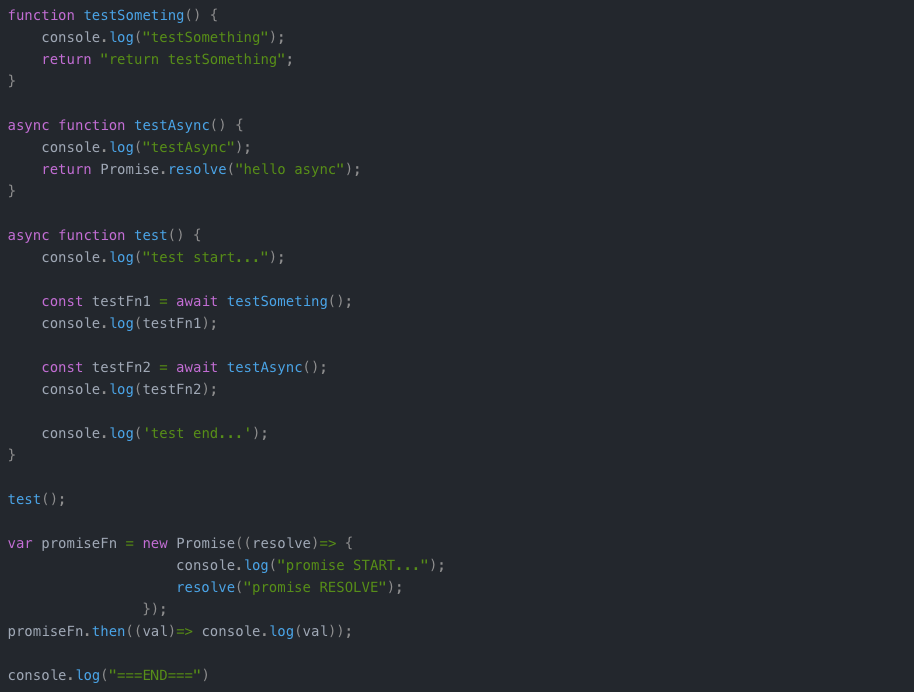 function testSometing() {
    console.log("testSomething");
    return "return testSomething";
}

async function testAsync() {
    console.log("testAsync");
    return Promise.resolve("hello async");
}

async function test() {
    console.log("test start...");

    const testFn1 = await testSometing();
    console.log(testFn1);

    const testFn2 = await testAsync();
    console.log(testFn2);

    console.log('test end...');
}

test();

var promiseFn = new Promise((resolve)=> {
                    console.log("promise START...");
                    resolve("promise RESOLVE");
                });
promiseFn.then((val)=> console.log(val));

console.log("===END===")